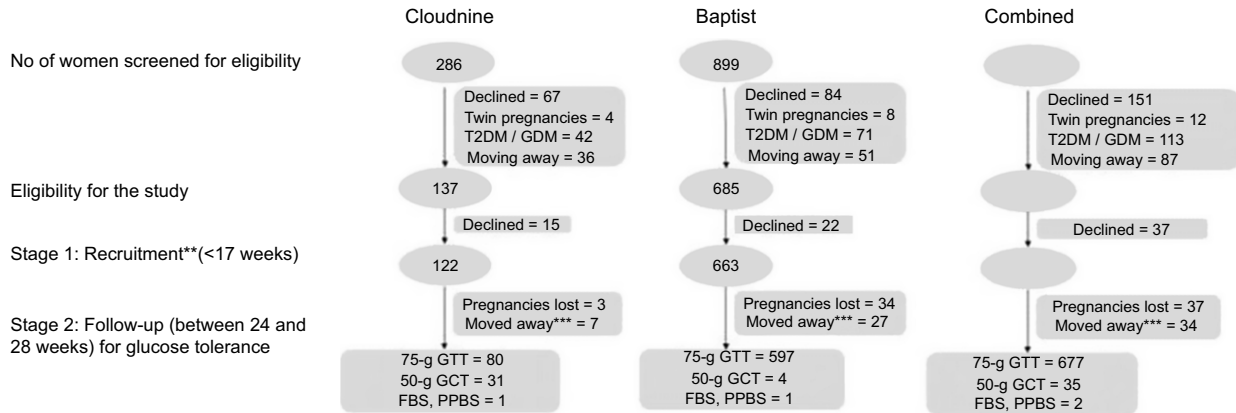 Cloudnine Baptist Combined
No of women screened for eligibility
286 899
Declined = 67
Twin pregnancies = 4
T2DM / GDM = 42
Moving away = 36
Declined = 84
Twin pregnancies = 8
T2DM / GDM = 71
Moving away = 51
Declined = 151
Twin pregnancies = 12
T2DM / GDM = 113
Moving away = 87
Eligibility for the study
137 685
Declined = 15 Declined = 22 Declined = 37
Stage 1: Recruitment**(<17 weeks)
122 663
Stage 2: Follow-up (between 24 and
28 weeks) for glucose tolerance
Pregnancies lost = 3
Moved away*** = 7
Pregnancies lost = 34
Moved away*** = 27
Pregnancies lost = 37
Moved away*** = 34
75-g GTT = 80
50-g GCT = 31
FBS, PPBS = 1
75-g GTT = 597
50-g GCT = 4
FBS, PPBS = 1
75-g GTT = 677
50-g GCT = 35
FBS, PPBS = 2